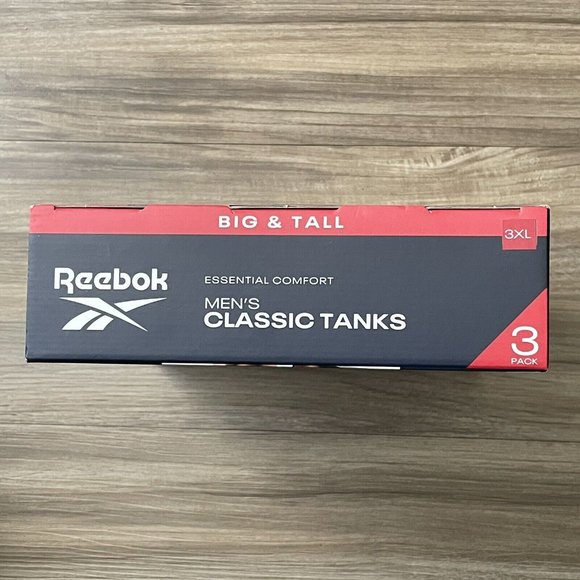 BIG & TALL
3XL
Reebok
ESSENTIAL COMFORT
MEN'S
CLASSIC TANKS
3
PACK